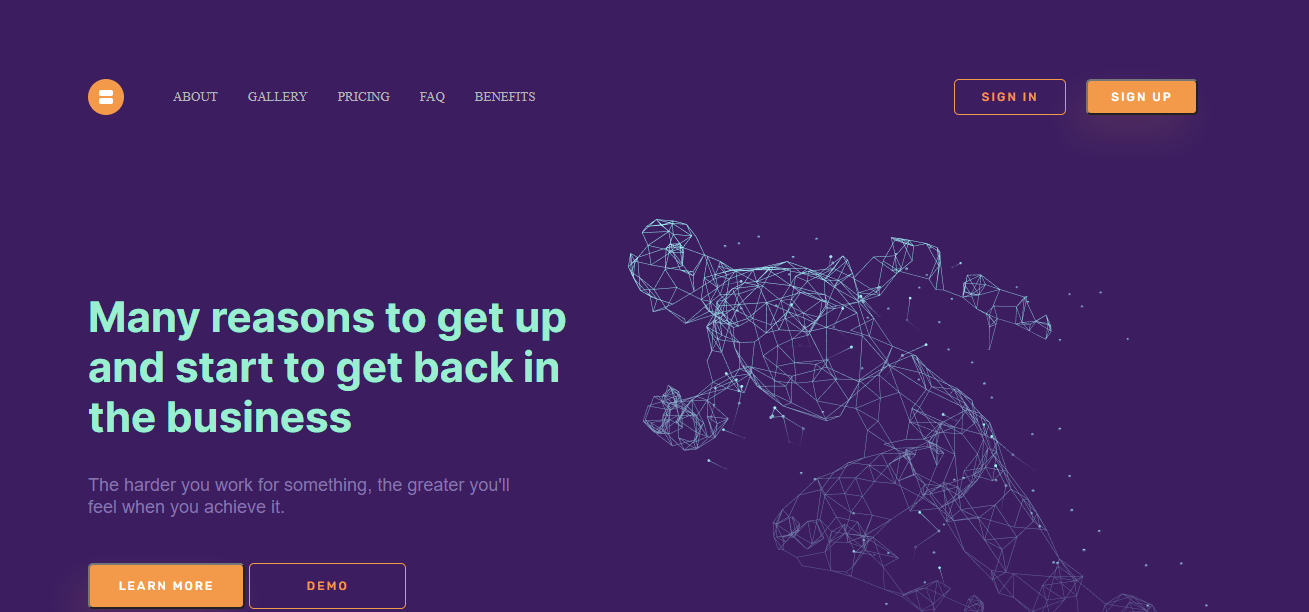 ABOUT GALLERY PRICING FAQ BENEFITS SIGN IN SIGN UP
Many reasons to get up
and start to get back in
the business
The harder you work for something, the greater you'll
feel when you achieve it.
LEARN MORE DEMO